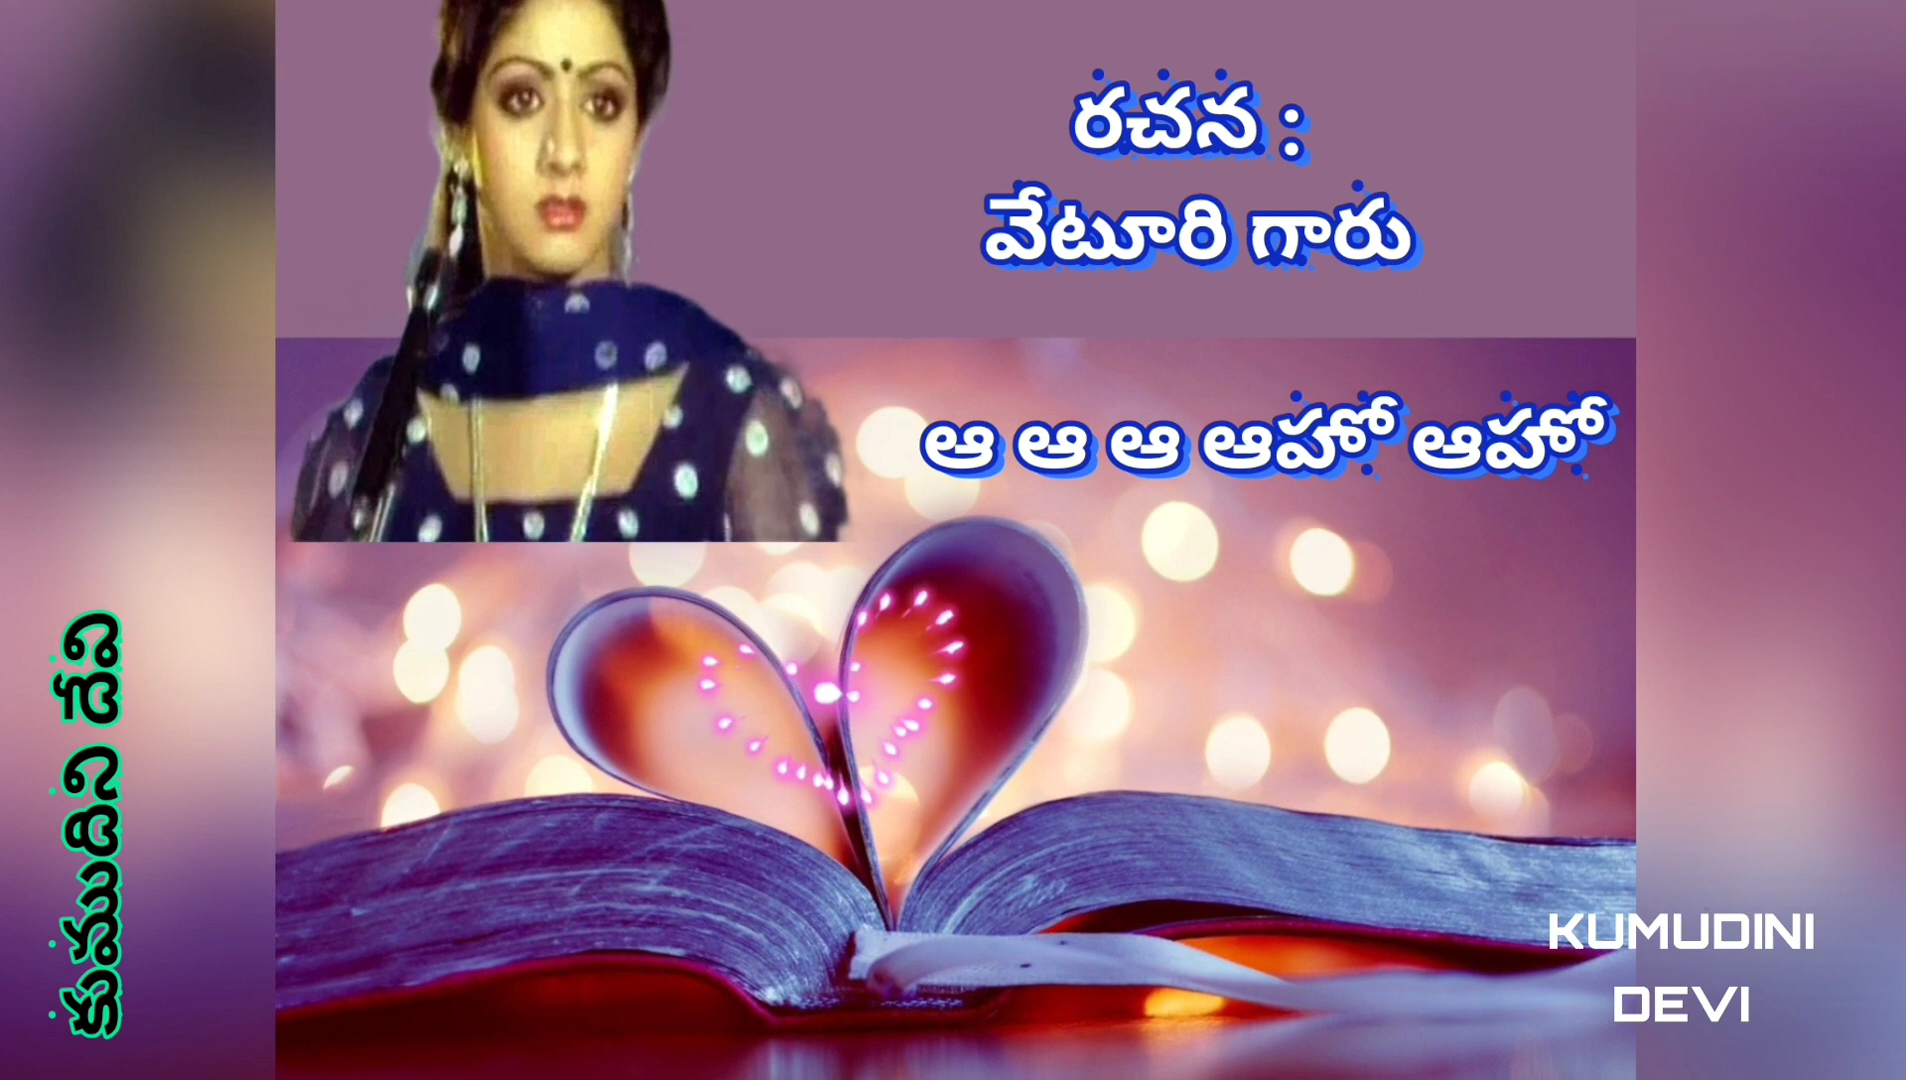 రచన :
వేటూరి గారు
ఆ ఆ ఆ ఆహో ఆహో
కుముదిని దేవి
KUMUDINI
DEVI